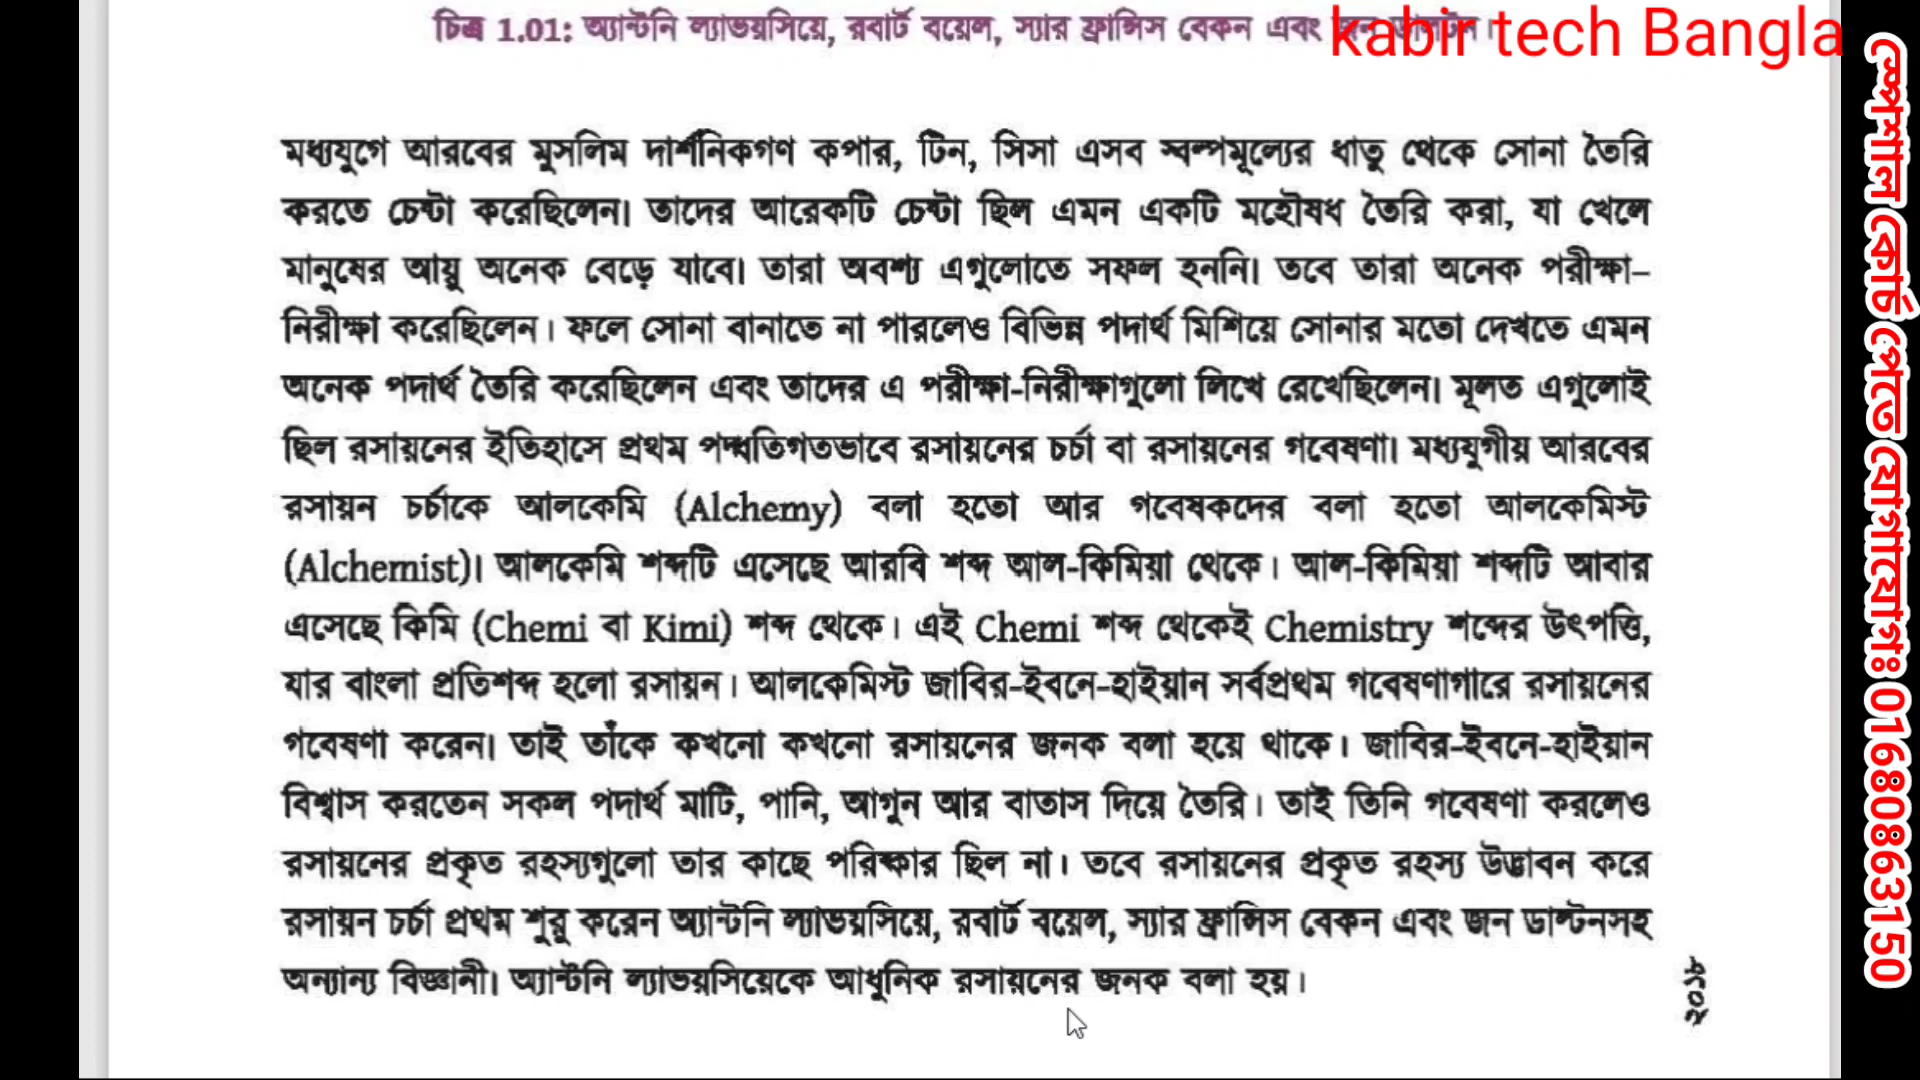 চিত্র 1.01: অ্যান্টনি ল্যাভয়সিয়ে, রবার্ট বয়েল, স্যার ফ্রান্সিস বেকন এবং জন ডাল্টন।
kabir tech Bangla
মধ্যযুগে আরবের মুসলিম দার্শনিকগণ কপার, টিন, সিসা এসব স্বল্পমূল্যের ধাতু থেকে সোনা তৈরি
করতে চেষ্টা করেছিলেন। তাদের আরেকটি চেষ্টা ছিল এমন একটি মহৌষধ তৈরি করা, যা খেলে
মানুষের আয়ু অনেক বেড়ে যাবে। তারা অবশ্য এগুলোতে সফল হননি। তবে তারা অনেক পরীক্ষা–
নিরীক্ষা করেছিলেন। ফলে সোনা বানাতে না পারলেও বিভিন্ন পদার্থ মিশিয়ে সোনার মতো দেখতে এমন
অনেক পদার্থ তৈরি করেছিলেন এবং তাদের এ পরীক্ষা-নিরীক্ষাগুলো লিখে রেখেছিলেন। মূলত এগুলোই
ছিল রসায়নের ইতিহাসে প্রথম পদ্ধতিগতভাবে রসায়নের চর্চা বা রসায়নের গবেষণা। মধ্যযুগীয় আরবের
রসায়ন চর্চাকে আলকেমি (Alchemy) বলা হতো আর গবেষকদের বলা হতো আলকেমিস্ট
(Alchemist)। আলকেমি শব্দটি এসেছে আরবি শব্দ আল-কিমিয়া থেকে। আল-কিমিয়া শব্দটি আবার
এসেছে কিমি (Chemi বা Kimi) শব্দ থেকে। এই Chemi শব্দ থেকেই Chemistry শব্দের উৎপত্তি,
যার বাংলা প্রতিশব্দ হলো রসায়ন। আলকেমিস্ট জাবির-ইবনে-হাইয়ান সর্বপ্রথম গবেষণাগারে রসায়নের
গবেষণা করেন। তাই তাঁকে কখনো কখনো রসায়নের জনক বলা হয়ে থাকে। জাবির-ইবনে-হাইয়ান
বিশ্বাস করতেন সকল পদার্থ মাটি, পানি, আগুন আর বাতাস দিয়ে তৈরি। তাই তিনি গবেষণা করলেও
রসায়নের প্রকৃত রহস্যগুলো তার কাছে পরিষ্কার ছিল না। তবে রসায়নের প্রকৃত রহস্য উদ্ভাবন করে
রসায়ন চর্চা প্রথম শুরু করেন অ্যান্টনি ল্যাভয়সিয়ে, রবার্ট বয়েল, স্যার ফ্রান্সিস বেকন এবং জন ডাল্টনসহ
অন্যান্য বিজ্ঞানী। অ্যান্টনি ল্যাভয়সিয়েকে আধুনিক রসায়নের জনক বলা হয়।
২০১৮
স্পেশাল কোর্চ পেতে যোগাযোগঃ 01680863150